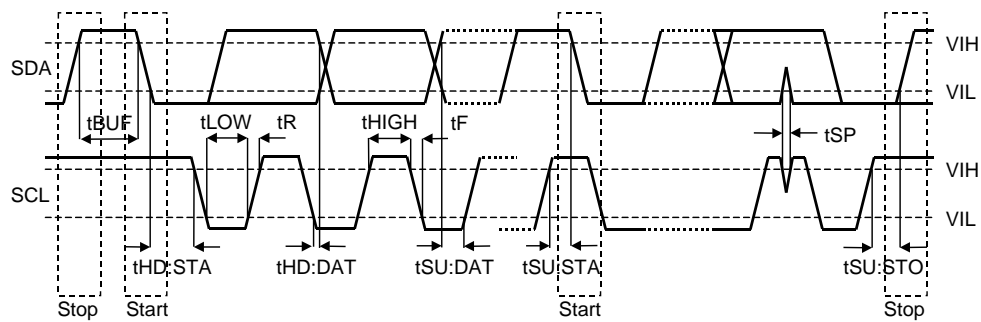 VIH
SDA
VIL
tBUF
tLOW
tR
tHIGH
tF
tSP
VIH
SCL
VIL
tHD:STA
tHD:DAT
tSU:DAT
tSU:STA
tSU:STO
Stop
Start
Start
Stop